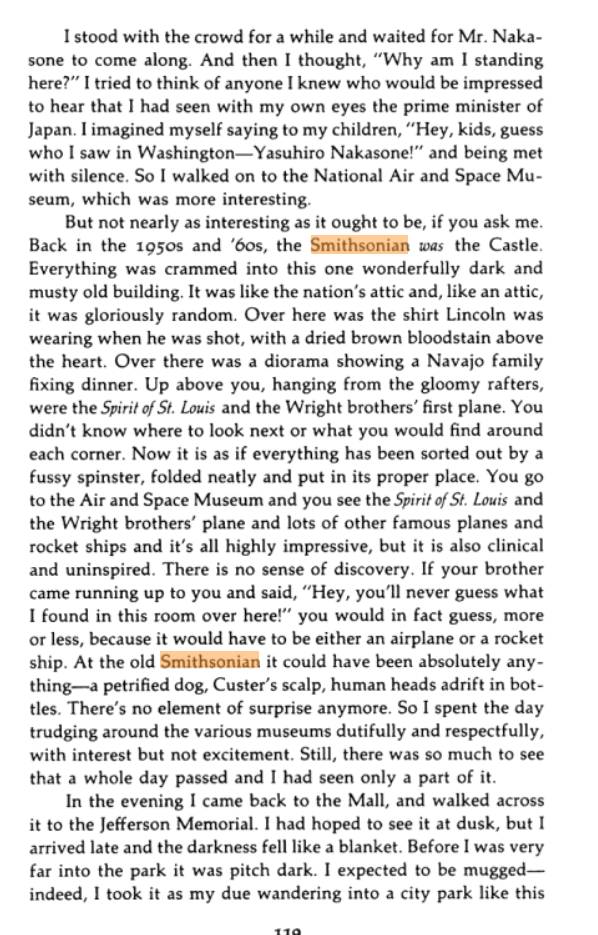 I stood with the crowd for a while and waited for Mr. Naka-
sone to come along. And then I thought, "Why am I standing
here?" I tried to think of anyone I knew who would be impressed
to hear that I had seen with my own eyes the prime minister of
Japan. I imagined myself saying to my children, "Hey, kids, guess
who I saw in Washington—Yasuhiro Nakasone!" and being met
with silence. So I walked on to the National Air and Space Mu-
seum, which was more interesting.
But not nearly as interesting as it ought to be, if you ask me.
Back in the 1950s and '60s, the Smithsonian was the Castle.
Everything was crammed into this one wonderfully dark and
musty old building. It was like the nation's attic and, like an attic,
it was gloriously random. Over here was the shirt Lincoln was
wearing when he was shot, with a dried brown bloodstain above
the heart. Over there was a diorama showing a Navajo family
fixing dinner. Up above you, hanging from the gloomy rafters,
were the Spirit of St. Louis and the Wright brothers' first plane. You
didn't know where to look next or what you would find around
each corner. Now it is as if everything has been sorted out by a
fussy spinster, folded neatly and put in its proper place. You go
to the Air and Space Museum and you see the Spirit of St. Louis and
the Wright brothers' plane and lots of other famous planes and
rocket ships and it's all highly impressive, but it is also clinical
and uninspired. There is no sense of discovery. If your brother
came running up to you and said, "Hey, you'll never guess what
I found in this room over here!" you would in fact guess, more
or less, because it would have to be either an airplane or a rocket
ship. At the old Smithsonian it could have been absolutely any-
thing—a petrified dog, Custer's scalp, human heads adrift in bot-
tles. There's no element of surprise anymore. So I spent the day
trudging around the various museums dutifully and respectfully,
with interest but not excitement. Still, there was so much to see
that a whole day passed and I had seen only a part of it.
In the evening I came back to the Mall, and walked across
it to the Jefferson Memorial. I had hoped to see it at dusk, but I
arrived late and the darkness fell like a blanket. Before I was very
far into the park it was pitch dark. I expected to be mugged—
indeed, I took it as my due wandering into a city park like this
119